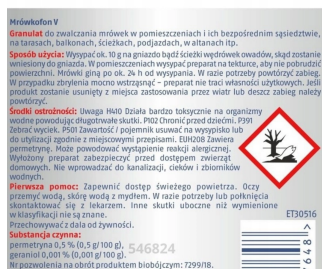 Mrówkofon V
Granulat do zwalczania mrówek w pomieszczeniach i ich bezpośrednim sąsiedztwie,
na tarasach, balkonach, ścieżkach, podjazdach, w altanach itp.
Sposób użycia: Wysypać ok. 10 g na gniazdo bądź ścieżki wędrówek owadów, skąd zostanie
wniesiony do gniazda. W pomieszczeniach wysypać preparat na tekturce, aby nie pobrudzić
powierzchni. Mrówki giną po ok. 24 h od wysypania. W razie potrzeby powtórzyć zabieg.
W przypadku zbrylenia mocno wstrząsnąć – preparat nie traci własności użytkowych. Jeśli
produkt zostanie usunięty z miejsca zastosowania przez wiatr lub deszcz zabieg należy
powtórzyć.
Środki ostrożności: Uwaga H410 Działa bardzo toksycznie na organizmy
wodne powodując długotrwałe skutki. P102 Chronić przed dziećmi. P391
Zebrać wyciek. P501 Zawartość / pojemnik usuwać na wysypisko lub
do utylizacji zgodnie z miejscowymi przepisami. EUH208 Zawiera
permetrynę. Może powodować wystąpienie reakcji alergicznej.
Wyłożony preparat zabezpieczyć przed dostępem zwierząt
domowych. Nie wprowadzać do kanalizacji, cieków i zbiorników
wodnych.
Pierwsza pomoc: Zapewnić dostęp świeżego powietrza. Oczy
przemyć wodą, skórę wodą z mydłem. W razie potrzeby lub połknięcia
skontaktować się z lekarzem. Inne skutki uboczne niż wymienione
w klasyfikacji nie są znane.
ET30516
Przechowywać z dala od żywności.
Substancja czynna:
permetryna 0,5 % (0,5 g/100 g),
546824
geraniol 0,001 % (0,001 g/ 100 g).
Nr pozwolenia na obrót produktem biobójczym: 7299/18.